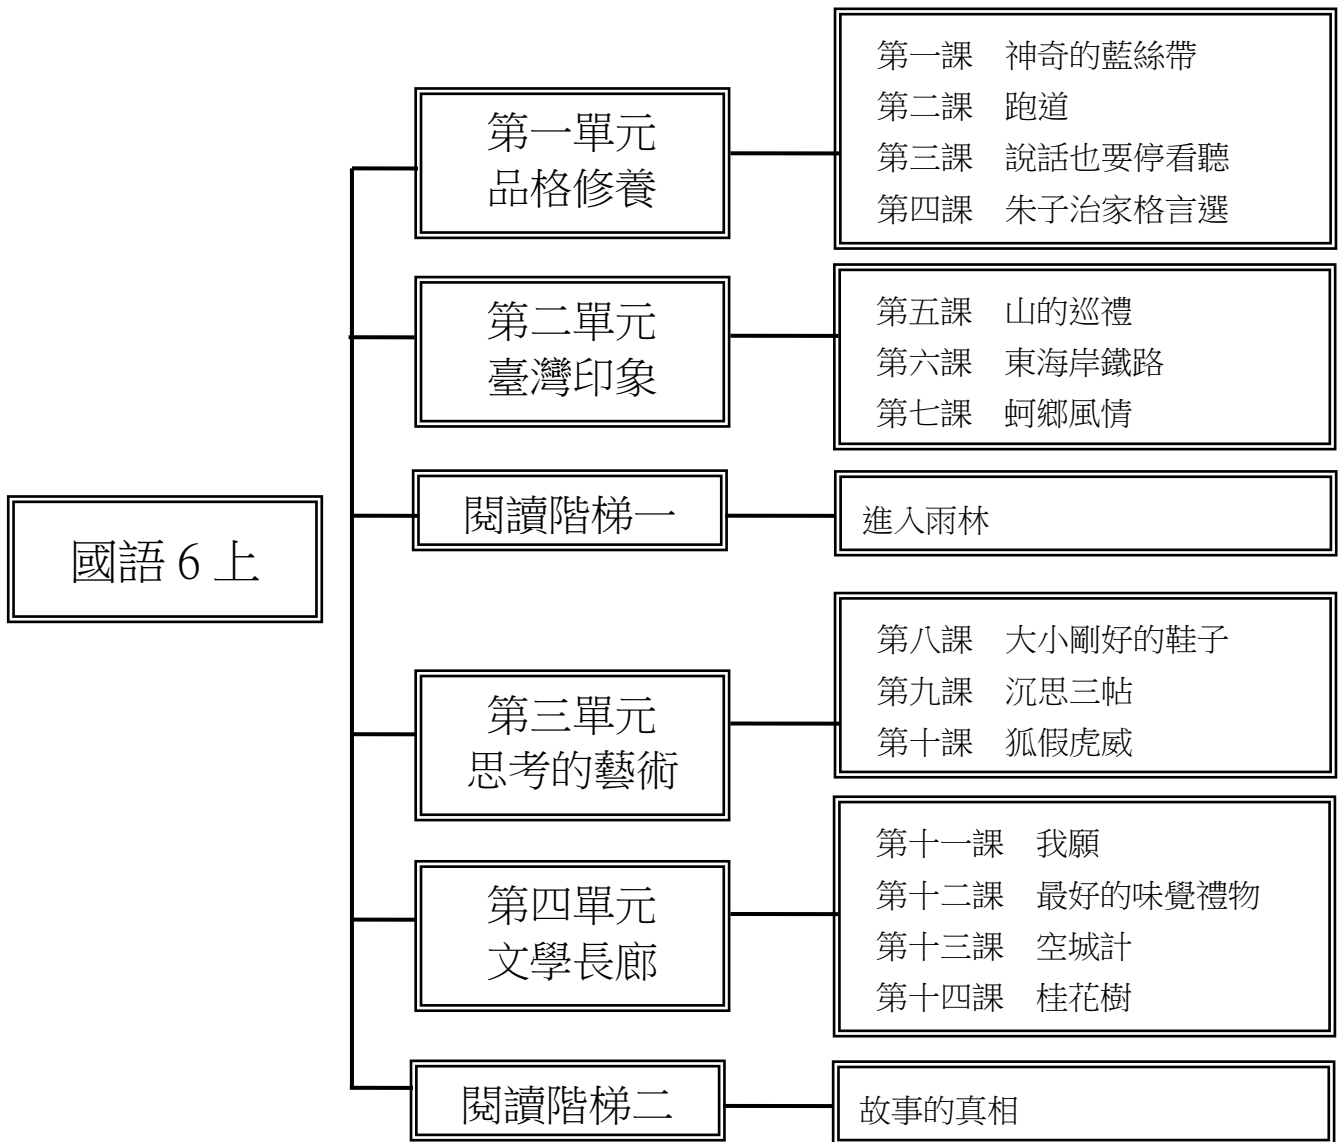 國語 6 上
第一單元
品格修養
第一課　神奇的藍絲帶
第二課　跑道
第三課　說話也要停看聽
第四課　朱子治家格言選
第二單元
臺灣印象
第五課　山的巡禮
第六課　東海岸鐵路
第七課　蚵鄉風情
閱讀階梯一
進入雨林
第三單元
思考的藝術
第八課　大小剛好的鞋子
第九課　沉思三帖
第十課　狐假虎威
第四單元
文學長廊
第十一課　我願
第十二課　最好的味覺禮物
第十三課　空城計
第十四課　桂花樹
閱讀階梯二
故事的真相